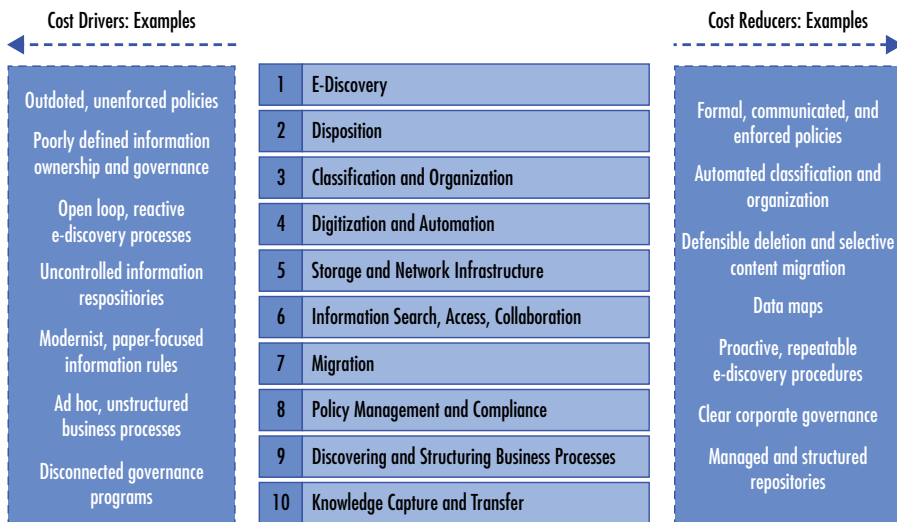 Cost Drivers: Examples
Outdoted, unenforced policies
Poorly defined information
ownership and governance
Open loop, reactive
e-discovery processes
Uncontrolled information
respositiories
Modernist, paper-focused
information rules
Ad hoc, unstructured
business processes
Disconnected governance
programs
1 E-Discovery
2 Disposition
3 Classification and Organization
4 Digitization and Automation
5 Storage and Network Infrastructure
6 Information Search, Access, Collaboration
7 Migration
8 Policy Management and Compliance
9 Discovering and Structuring Business Processes
10 Knowledge Capture and Transfer
Cost Reducers: Examples
Formal, communicated, and
enforced policies
Automated classification and
organization
Defensible deletion and selective
content migration
Data maps
Proactive, repeatable
e-discovery procedures
Clear corporate governance
Managed and structured
repositories